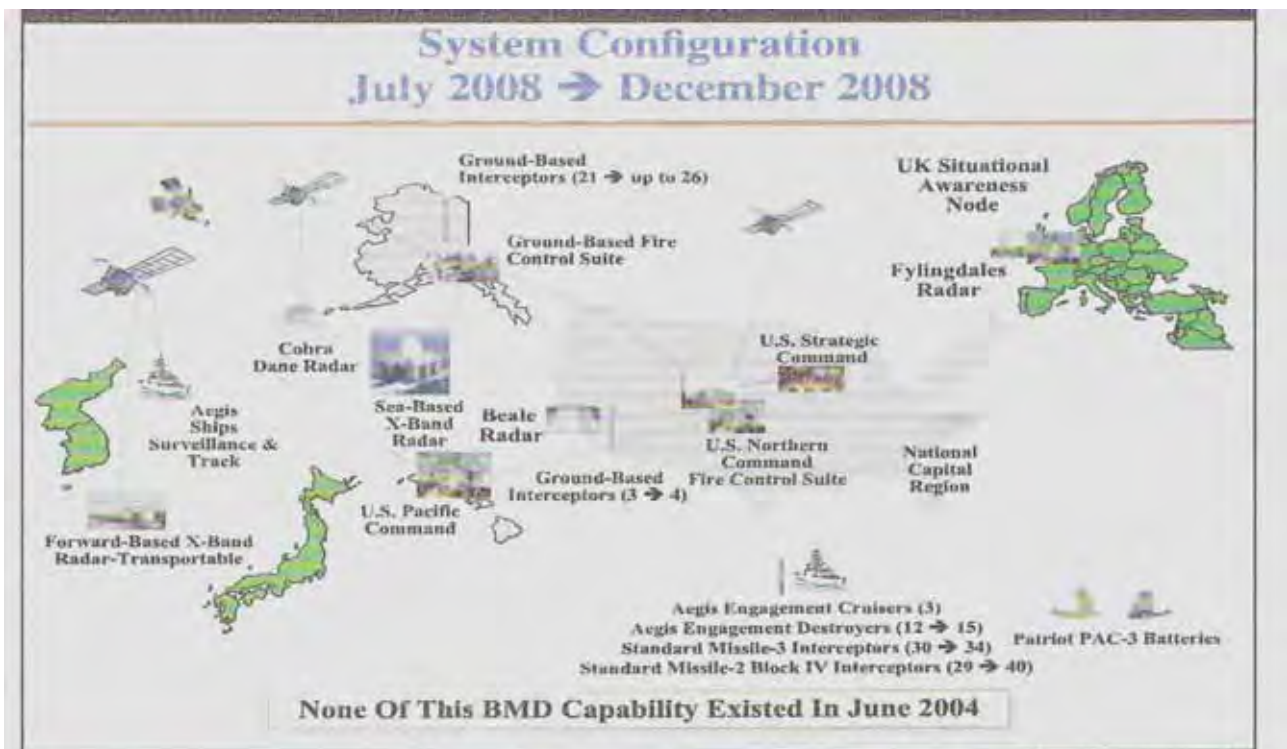 System Configuration
July 2008 → December 2008
Ground-Based
Interceptors (21 → up to 26)
UK Situational
Awareness
Node
Ground-Based Fire
Control Suite
Fylingdales
Radar
Cobra
Dane Radar
U.S. Strategic
Command
Aegis
Ships
Surveillance &
Track
Sea-Based
X-Band
Radar
Beale
Radar
U.S. Northern
Command
Fire Control Suite
National
Capital
Region
Ground-Based
Interceptors (3 → 4)
U.S. Pacific
Command
Forward-Based X-Band
Radar-Transportable
Aegis Engagement Cruisers (3)
Aegis Engagement Destroyers (12 → 15)
Standard Missile-3 Interceptors (30 → 34)
Standard Missile-2 Block IV Interceptors (29 → 40)
Patriot PAC-3 Batteries
None Of This BMD Capability Existed In June 2004